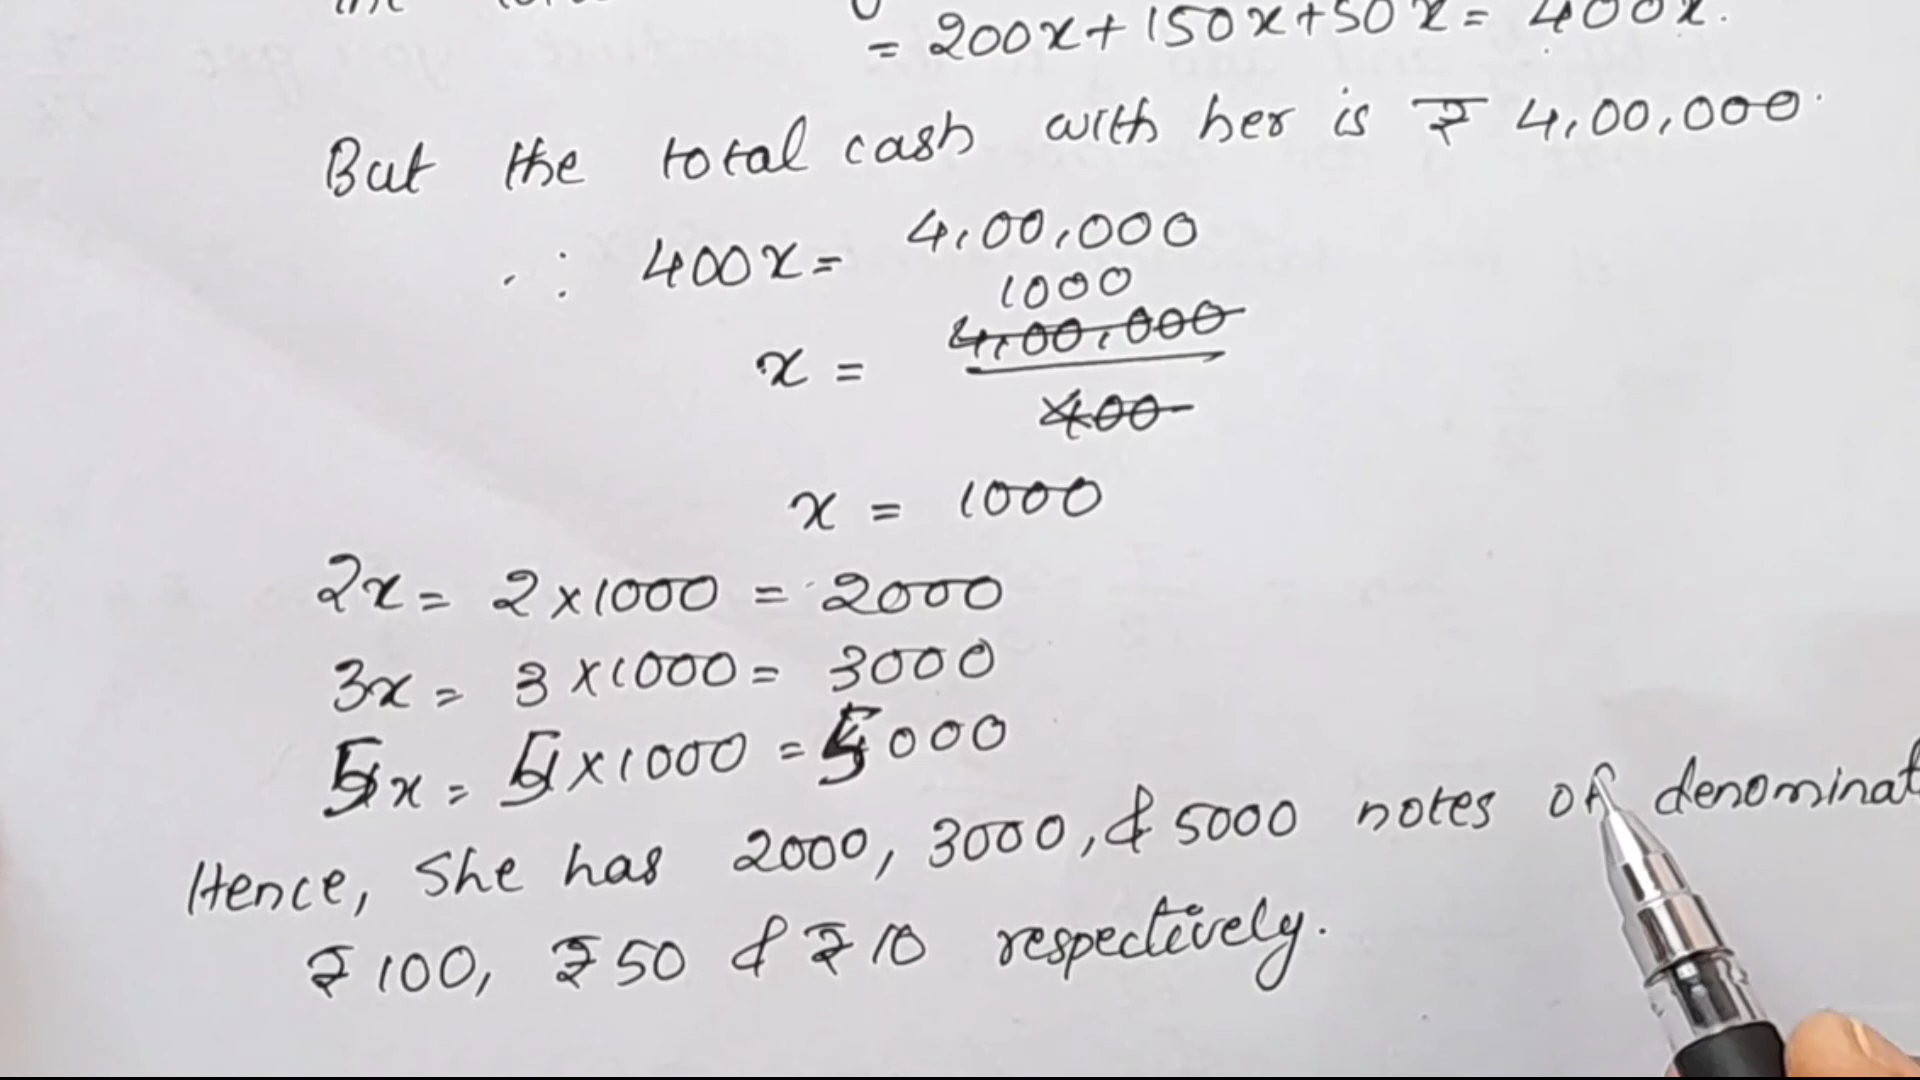 = 200x + 150x + 50x = 400x.
But the total cash with her is ₹ 4,00,000.
∴ 400x = 4,00,000
1000
x = 4,00,000 / 400
x = 1000
2x = 2 × 1000 = 2000
3x = 3 × 1000 = 3000
5x = 5 × 1000 = 5000
Hence, She has 2000, 3000, & 5000 notes of denominat
₹ 100, ₹ 50 & ₹ 10 respectively.